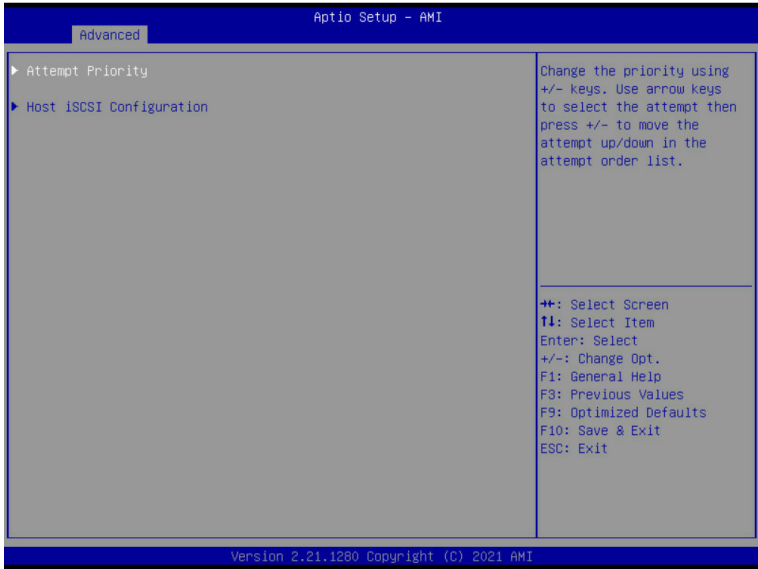 Aptio Setup – AMI
Advanced
▶ Attempt Priority
▶ Host iSCSI Configuration
Change the priority using
+/- keys. Use arrow keys
to select the attempt then
press +/- to move the
attempt up/down in the
attempt order list.
→←: Select Screen
↑↓: Select Item
Enter: Select
+/-: Change Opt.
F1: General Help
F3: Previous Values
F9: Optimized Defaults
F10: Save & Exit
ESC: Exit
Version 2.21.1280 Copyright (C) 2021 AMI